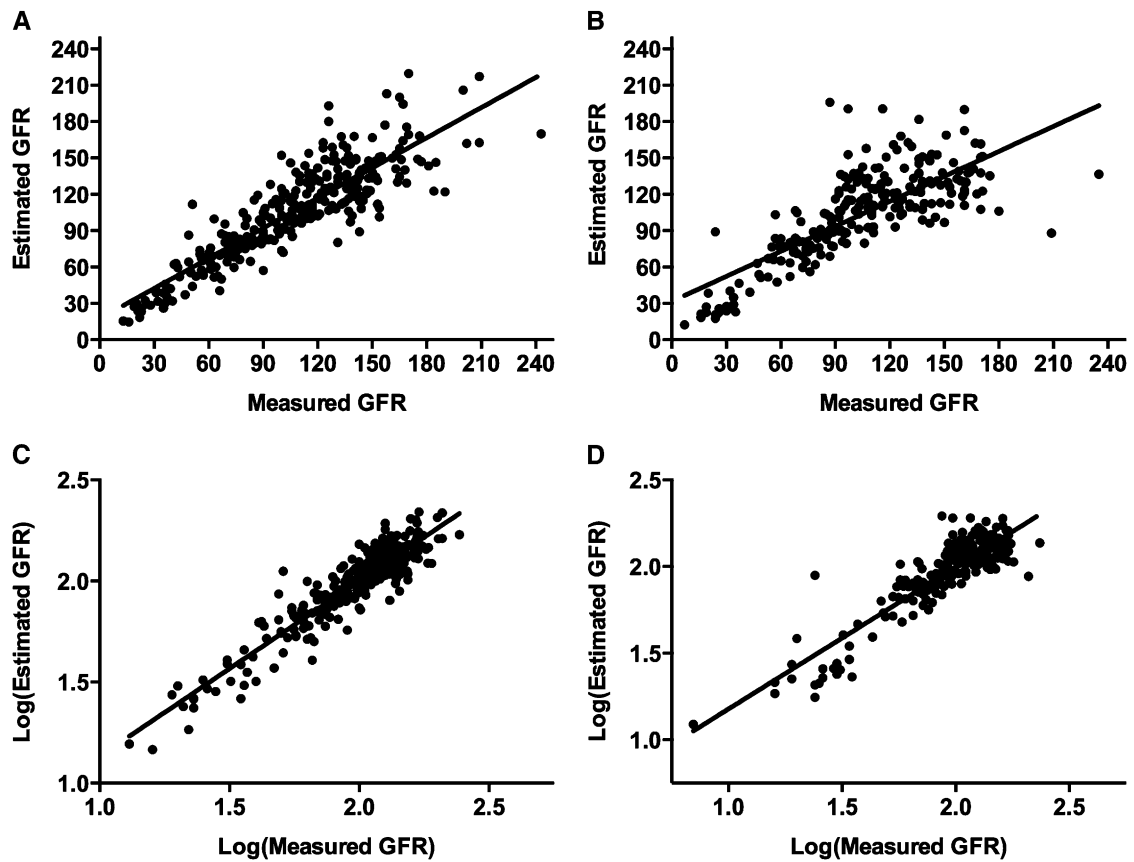 A
B
240
210
180
150
120
90
60
30
0
Estimated GFR
0 30 60 90 120 150 180 210 240
Measured GFR
240
210
180
150
120
90
60
30
0
Estimated GFR
0 30 60 90 120 150 180 210 240
Measured GFR
C
D
2.5
2.0
1.5
1.0
Log(Estimated GFR)
1.0 1.5 2.0 2.5
Log(Measured GFR)
2.5
2.0
1.5
1.0
Log(Estimated GFR)
1.0 1.5 2.0 2.5
Log(Measured GFR)